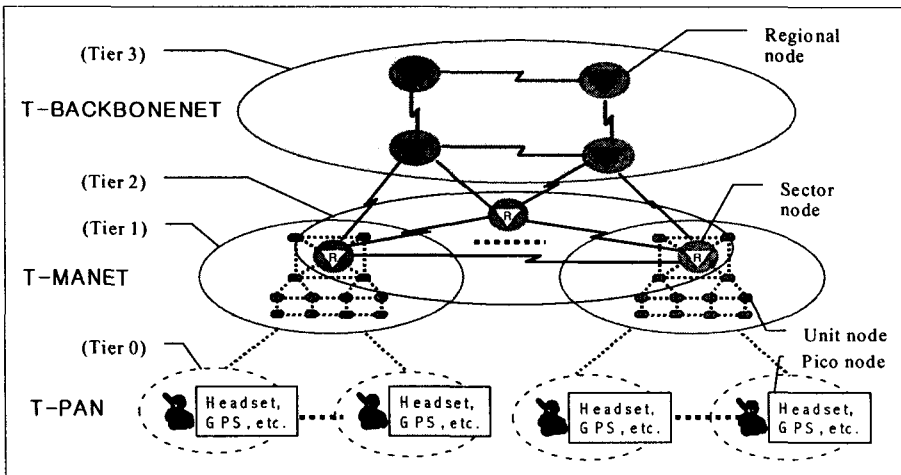 (Tier 3)
Regional
node
T-BACKBONENET
(Tier 2)
Sector
node
(Tier 1)
R
R
R
T-MANET
Unit node
(Tier 0)
Pico node
T-PAN
Headset,
GPS, etc.
Headset,
GPS, etc.
Headset,
GPS, etc.
Headset,
GPS, etc.